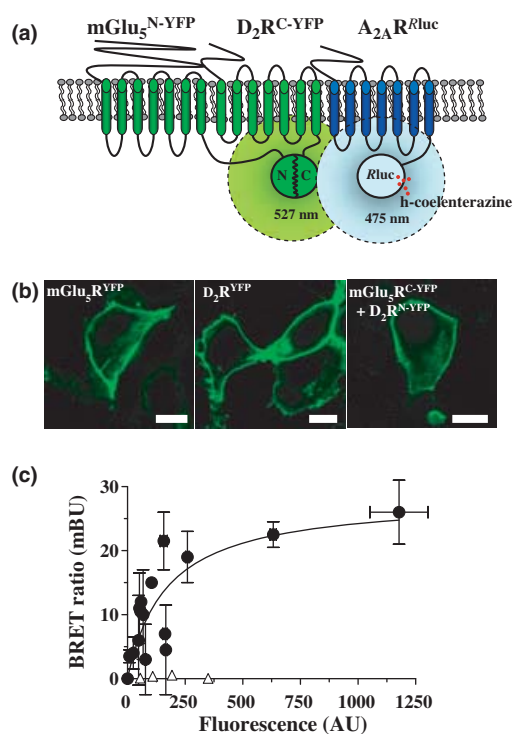 (a)
mGlu₅ᴺ⁻ʸᶠᴾ D₂Rᶜ⁻ʸᶠᴾ A₂ₐRᴿˡᵘᶜ
N C Rluc
h-coelenterazine
527 nm 475 nm
(b)
mGlu₅Rʸᶠᴾ D₂Rʸᶠᴾ mGlu₅Rᶜ⁻ʸᶠᴾ
+ D₂Rᴺ⁻ʸᶠᴾ
(c)
BRET ratio (mBU)
30
20
10
0
0 250 500 750 1000 1250
Fluorescence (AU)